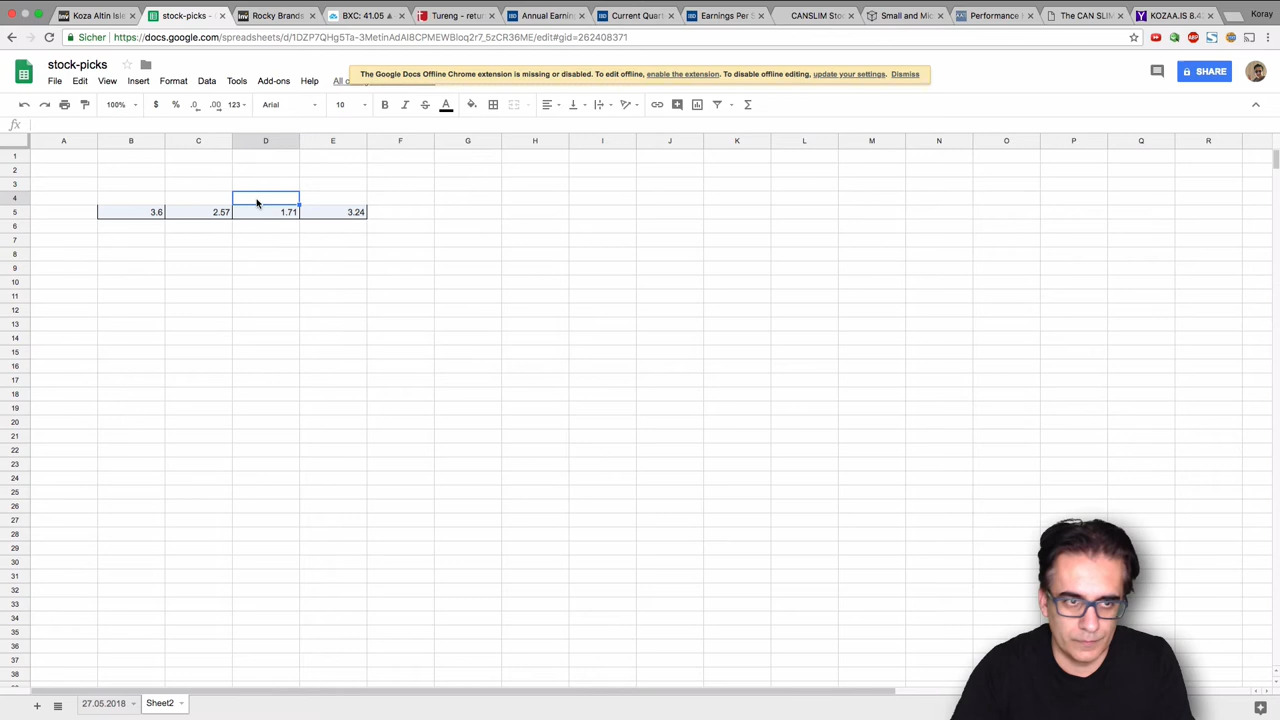 Koza Altin Isli
stock-picks -
Rocky Brands
BXC: 41.05
Tureng - retur
Annual Earnin
Current Quart
Earnings Per S
CANSLIM Stoc
Small and Mic
Performance
The CAN SLIM
KOZAA.IS 8.43
Koray
Sicher
https://docs.google.com/spreadsheets/d/1DZP7QHg5Ta-3MetinAdAI8CPMEWBloq2r7_5zCR36ME/edit#gid=262408371
stock-picks
File Edit View Insert Format Data Tools Add-ons Help
The Google Docs Offline Chrome extension is missing or disabled. To edit offline, enable the extension. To disable offline editing, update your settings. Dismiss
SHARE
100% $ % .0 .00 123 Arial 10 B I S A Σ
fx
A B C D E F G H I J K L M N O P Q R
1
2
3
4
5 3.6 2.57 1.71 3.24
6
7
8
9
10
11
12
13
14
15
16
17
18
19
20
21
22
23
24
25
26
27
28
29
30
31
32
33
34
35
36
37
38
27.05.2018 Sheet2